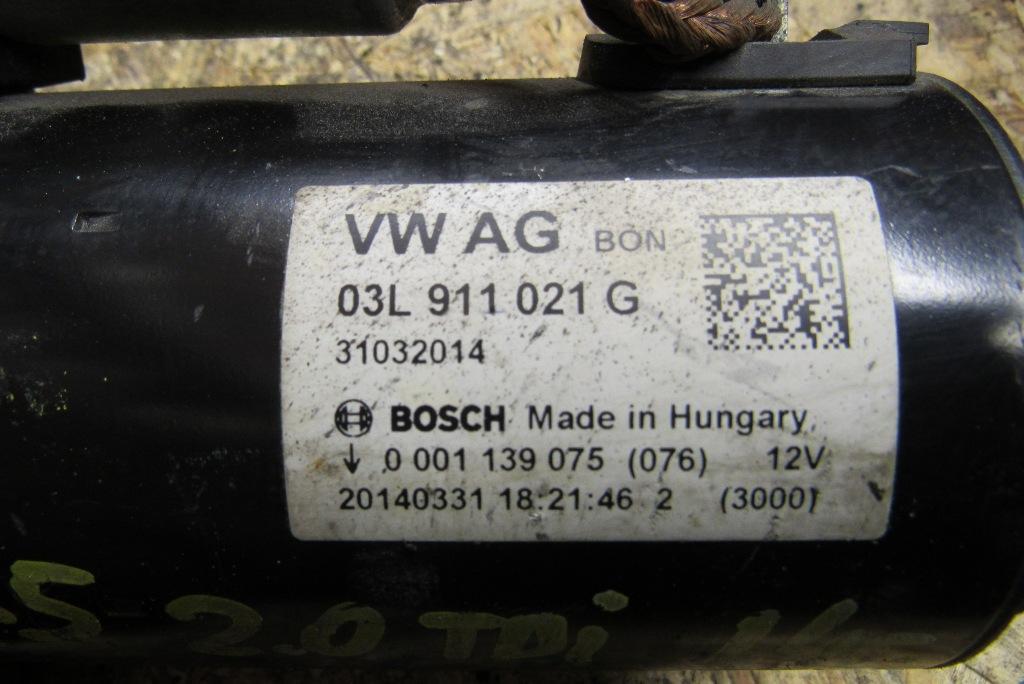 VW AG BON
03L 911 021 G
31032014
BOSCH Made in Hungary
0 001 139 075 (076) 12V
20140331 18:21:46 2 (3000)
2.0 TDi